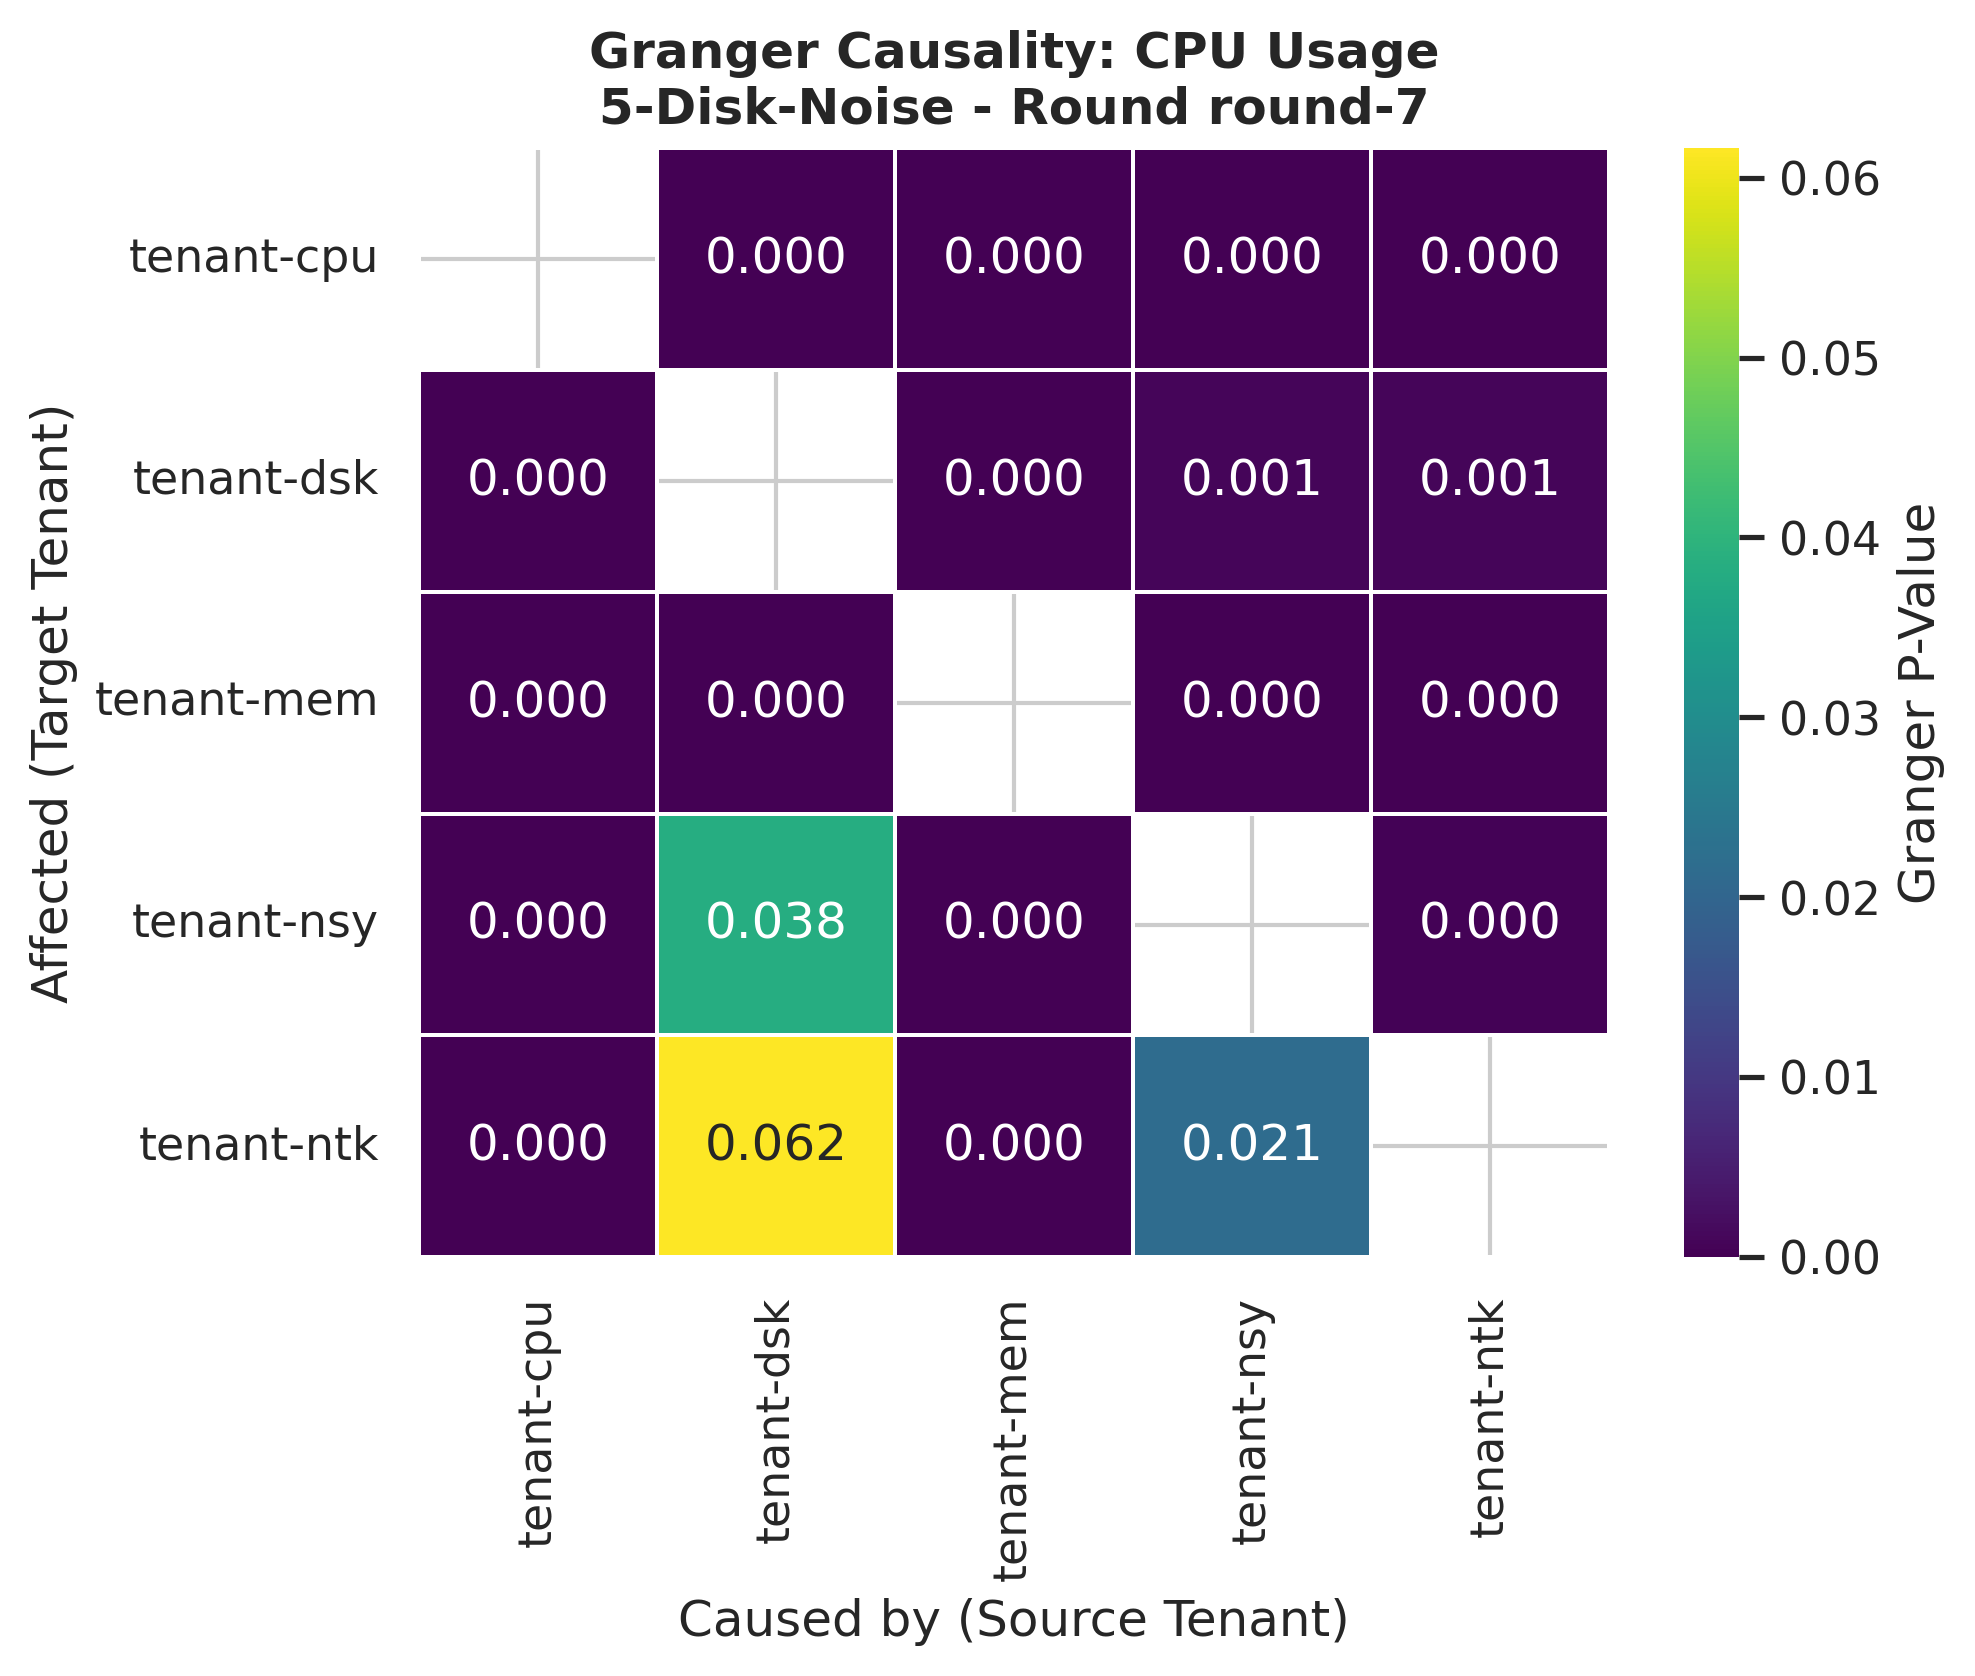 Granger Causality: CPU Usage
5-Disk-Noise - Round round-7
Affected (Target Tenant)
tenant-cpu 0.000 0.000 0.000 0.000
tenant-dsk 0.000 0.000 0.001 0.001
tenant-mem 0.000 0.000 0.000 0.000
tenant-nsy 0.000 0.038 0.000 0.000
tenant-ntk 0.000 0.062 0.000 0.021
tenant-cpu
tenant-dsk
tenant-mem
tenant-nsy
tenant-ntk
Caused by (Source Tenant)
0.06
0.05
0.04
0.03
0.02
0.01
0.00
Granger P-Value